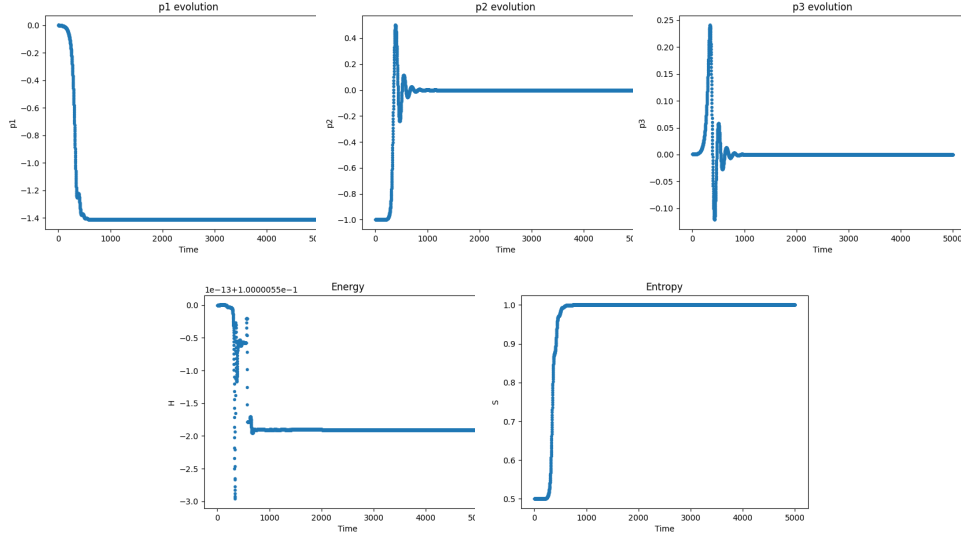 p1 evolution
p1
0.0
−0.2
−0.4
−0.6
−0.8
−1.0
−1.2
−1.4
0 1000 2000 3000 4000
Time
p2 evolution
p2
0.4
0.2
0.0
−0.2
−0.4
−0.6
−0.8
−1.0
0 1000 2000 3000 4000
Time
p3 evolution
p3
0.25
0.20
0.15
0.10
0.05
0.00
−0.05
−0.10
0 1000 2000 3000 4000 5000
Time
Energy
1e−13+1.0000055e−1
H
0.0
−0.5
−1.0
−1.5
−2.0
−2.5
−3.0
0 1000 2000 3000 4000
Time
Entropy
S
1.0
0.9
0.8
0.7
0.6
0.5
0 1000 2000 3000 4000 5000
Time